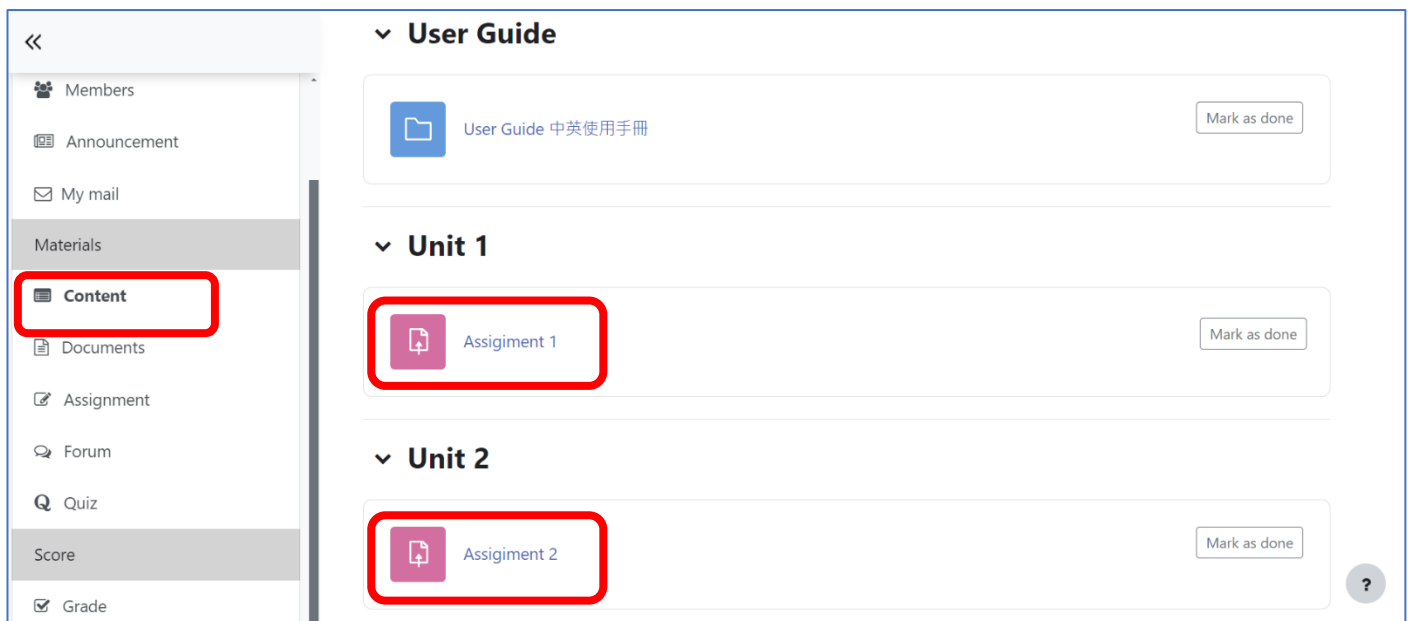 Members
Announcement
My mail
Materials
Content
Documents
Assignment
Forum
Q Quiz
Score
Grade
User Guide
User Guide 中英使用手冊
Mark as done
Unit 1
Assigiment 1
Mark as done
Unit 2
Assigiment 2
Mark as done
?